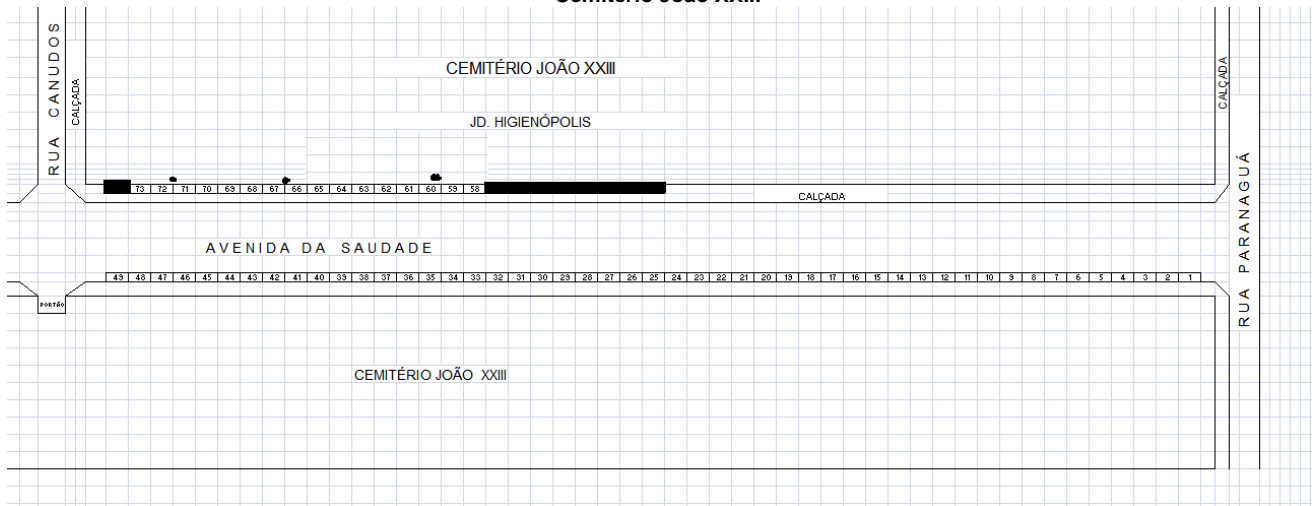 Cemitério João XXIII
RUA CANUDOS
CALÇADA
CEMITÉRIO JOÃO XXIII
CALÇADA
JD. HIGIENÓPOLIS
73 72 71 70 69 68 67 66 65 64 63 62 61 60 59 58
CALÇADA
RUA PARANAGUÁ
AVENIDA DA SAUDADE
49 48 47 46 45 44 43 42 41 40 39 38 37 36 35 34 33 32 31 30 29 28 27 26 25 24 23 22 21 20 19 18 17 16 15 14 13 12 11 10 9 8 7 6 5 4 3 2 1
PORTÃO
CEMITÉRIO JOÃO XXIII